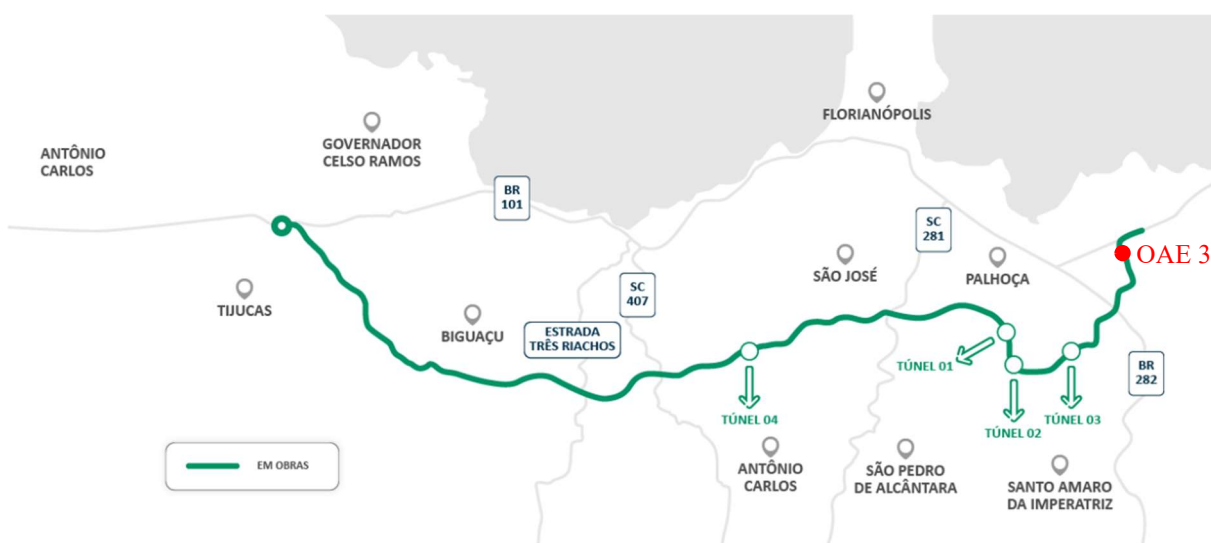 FLORIANÓPOLIS
GOVERNADOR
CELSO RAMOS
ANTÔNIO
CARLOS
BR
101
SC
281
OAE 3
SÃO JOSÉ
PALHOÇA
SC
407
TIJUCAS
BIGUAÇU
ESTRADA
TRÊS RIACHOS
TÚNEL 01
BR
282
TÚNEL 04
TÚNEL 02
TÚNEL 03
EM OBRAS
ANTÔNIO
CARLOS
SÃO PEDRO
DE ALCÂNTARA
SANTO AMARO
DA IMPERATRIZ